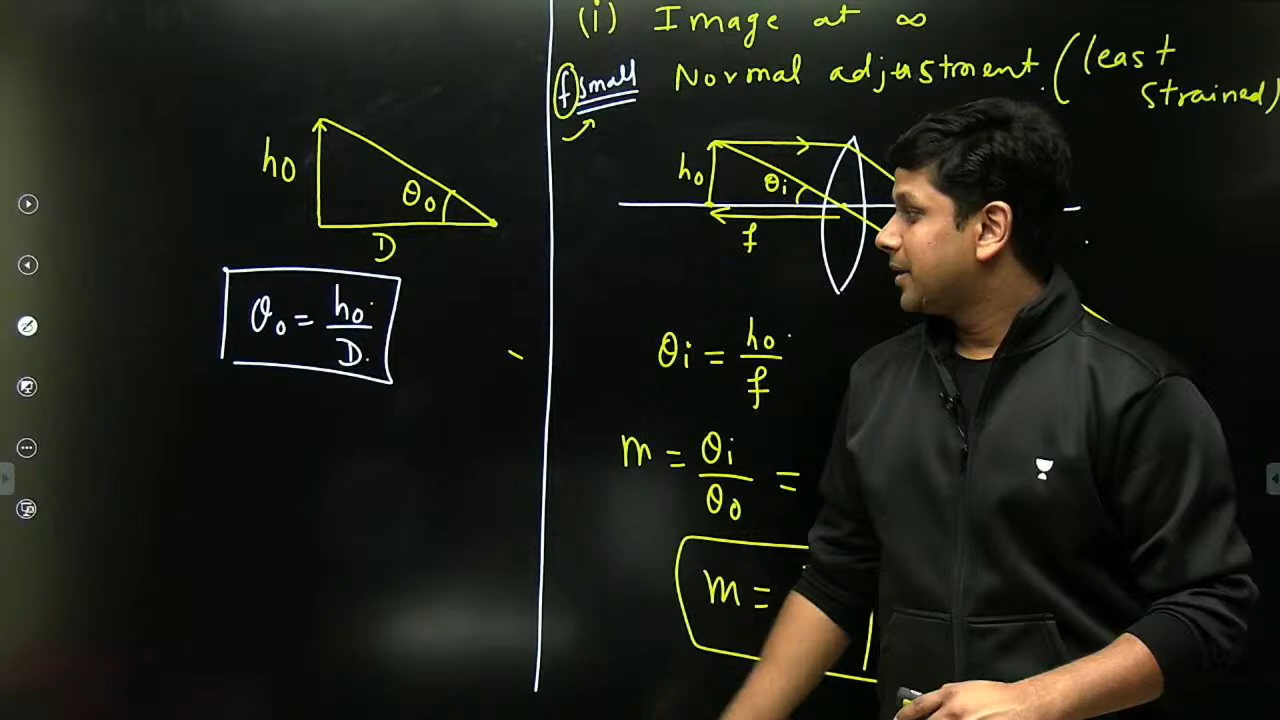 (i) Image at ∞
f small Normal adjustment. (least strained)
h0
θ0
D
θ0 = h0/D
h0
θi
f
θi = h0/f
m = θi/θ0 =
m =